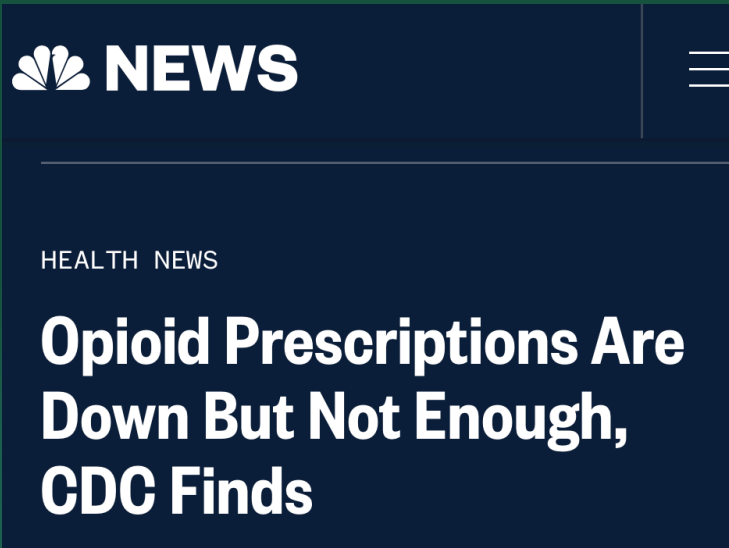 NEWS
HEALTH NEWS
Opioid Prescriptions Are
Down But Not Enough,
CDC Finds